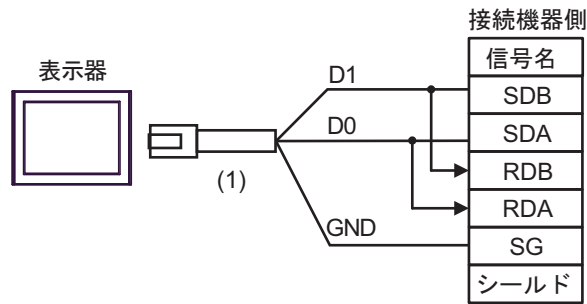 接続機器側
表示器
信号名
D1
SDB
D0
SDA
(1)
RDB
RDA
GND
SG
シールド